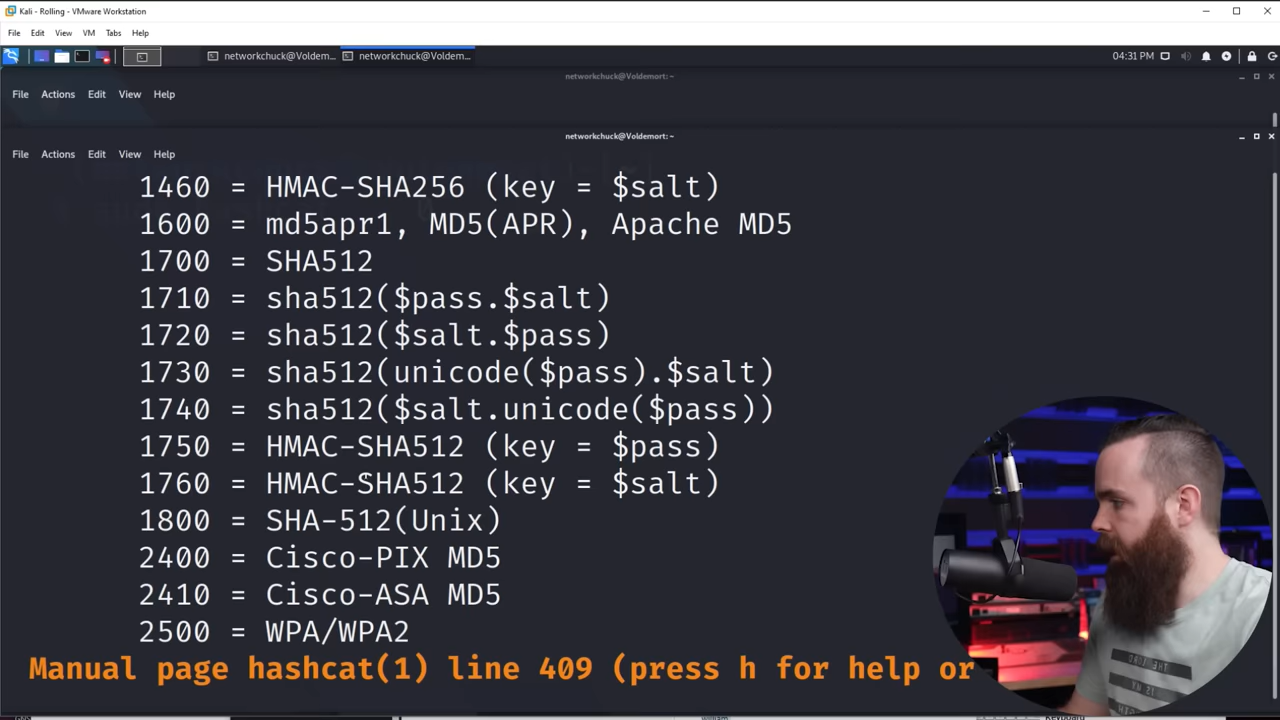 Kali - Rolling - VMware Workstation
File Edit View VM Tabs Help
networkchuck@Voldem... networkchuck@Voldem... 04:31 PM
networkchuck@Voldemort: ~
File Actions Edit View Help
networkchuck@Voldemort: ~
File Actions Edit View Help
1460 = HMAC-SHA256 (key = $salt)
1600 = md5apr1, MD5(APR), Apache MD5
1700 = SHA512
1710 = sha512($pass.$salt)
1720 = sha512($salt.$pass)
1730 = sha512(unicode($pass).$salt)
1740 = sha512($salt.unicode($pass))
1750 = HMAC-SHA512 (key = $pass)
1760 = HMAC-SHA512 (key = $salt)
1800 = SHA-512(Unix)
2400 = Cisco-PIX MD5
2410 = Cisco-ASA MD5
2500 = WPA/WPA2
Manual page hashcat(1) line 409 (press h for help or
THE LORD
IS MY